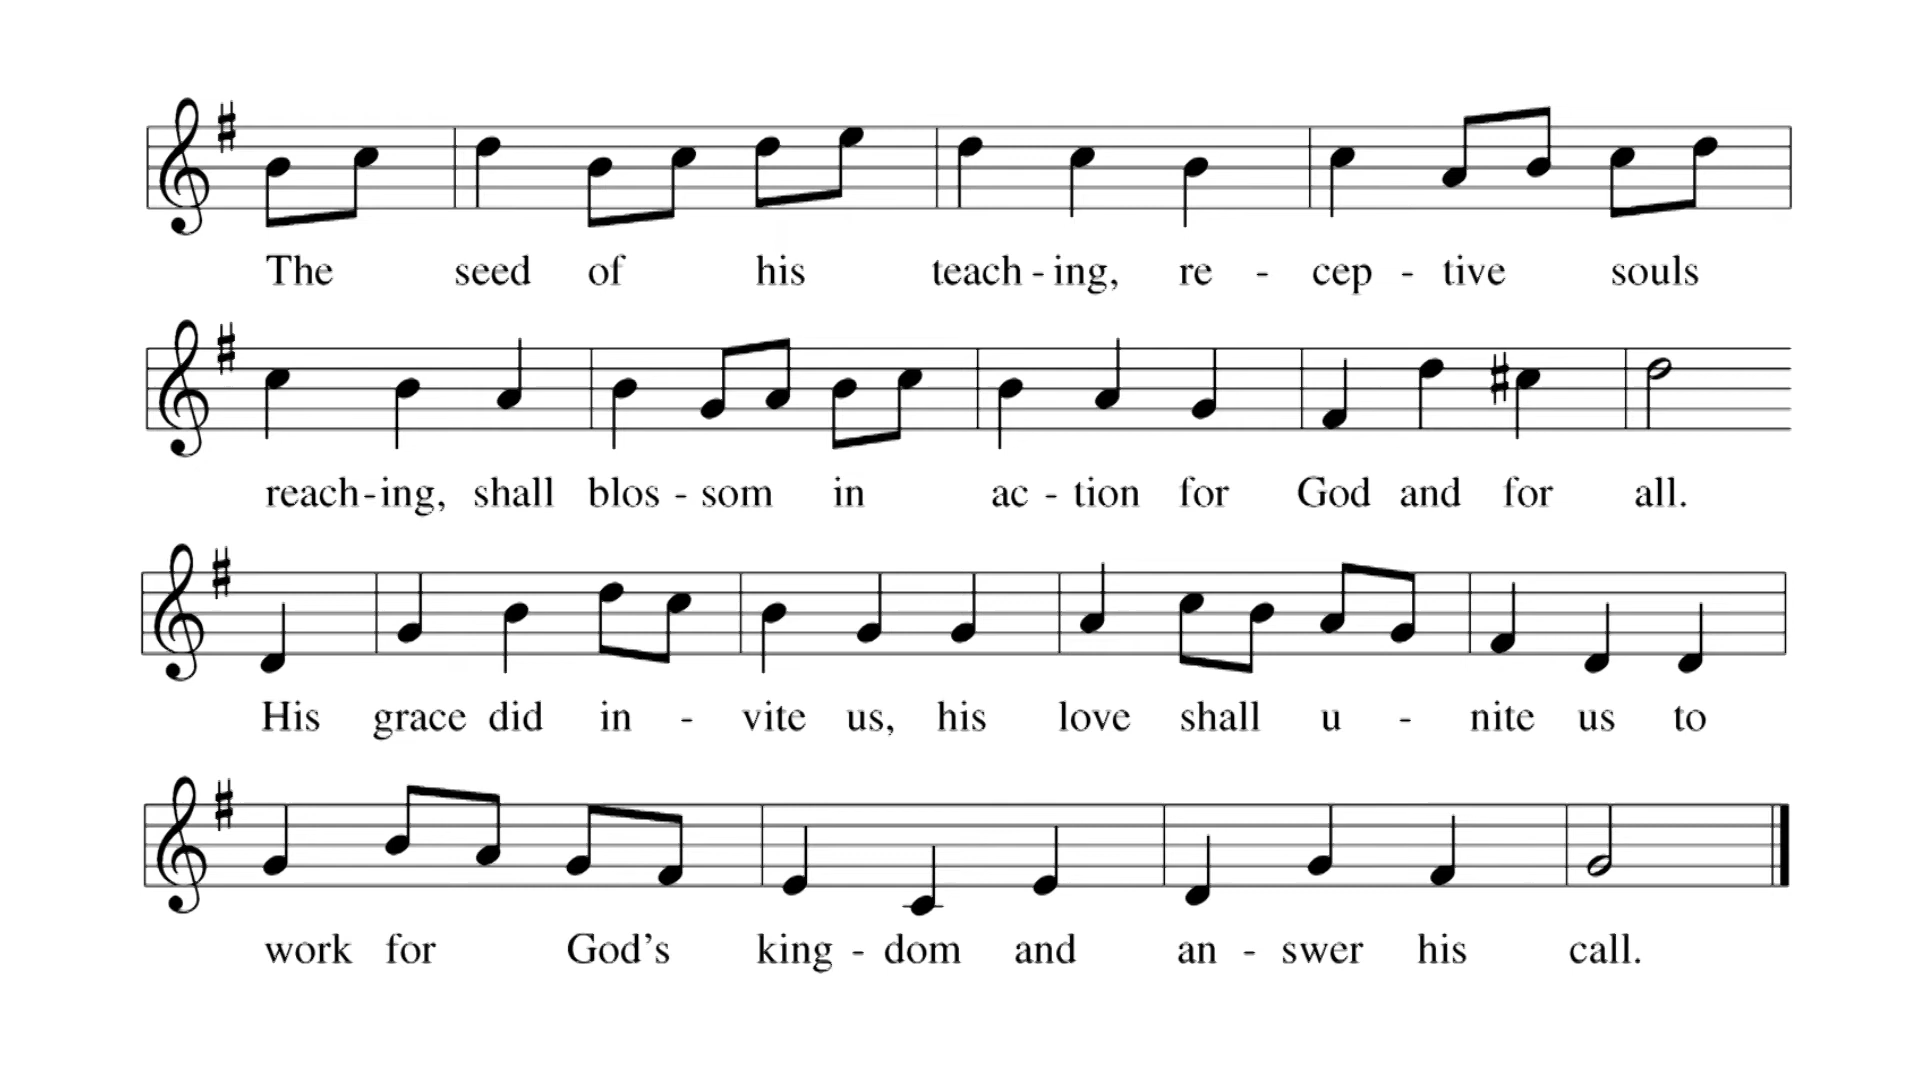 The seed of his teach - ing, re - cep - tive souls
reach - ing, shall blos - som in ac - tion for God and for all.
His grace did in - vite us, his love shall u - nite us to
work for God’s king - dom and an - swer his call.